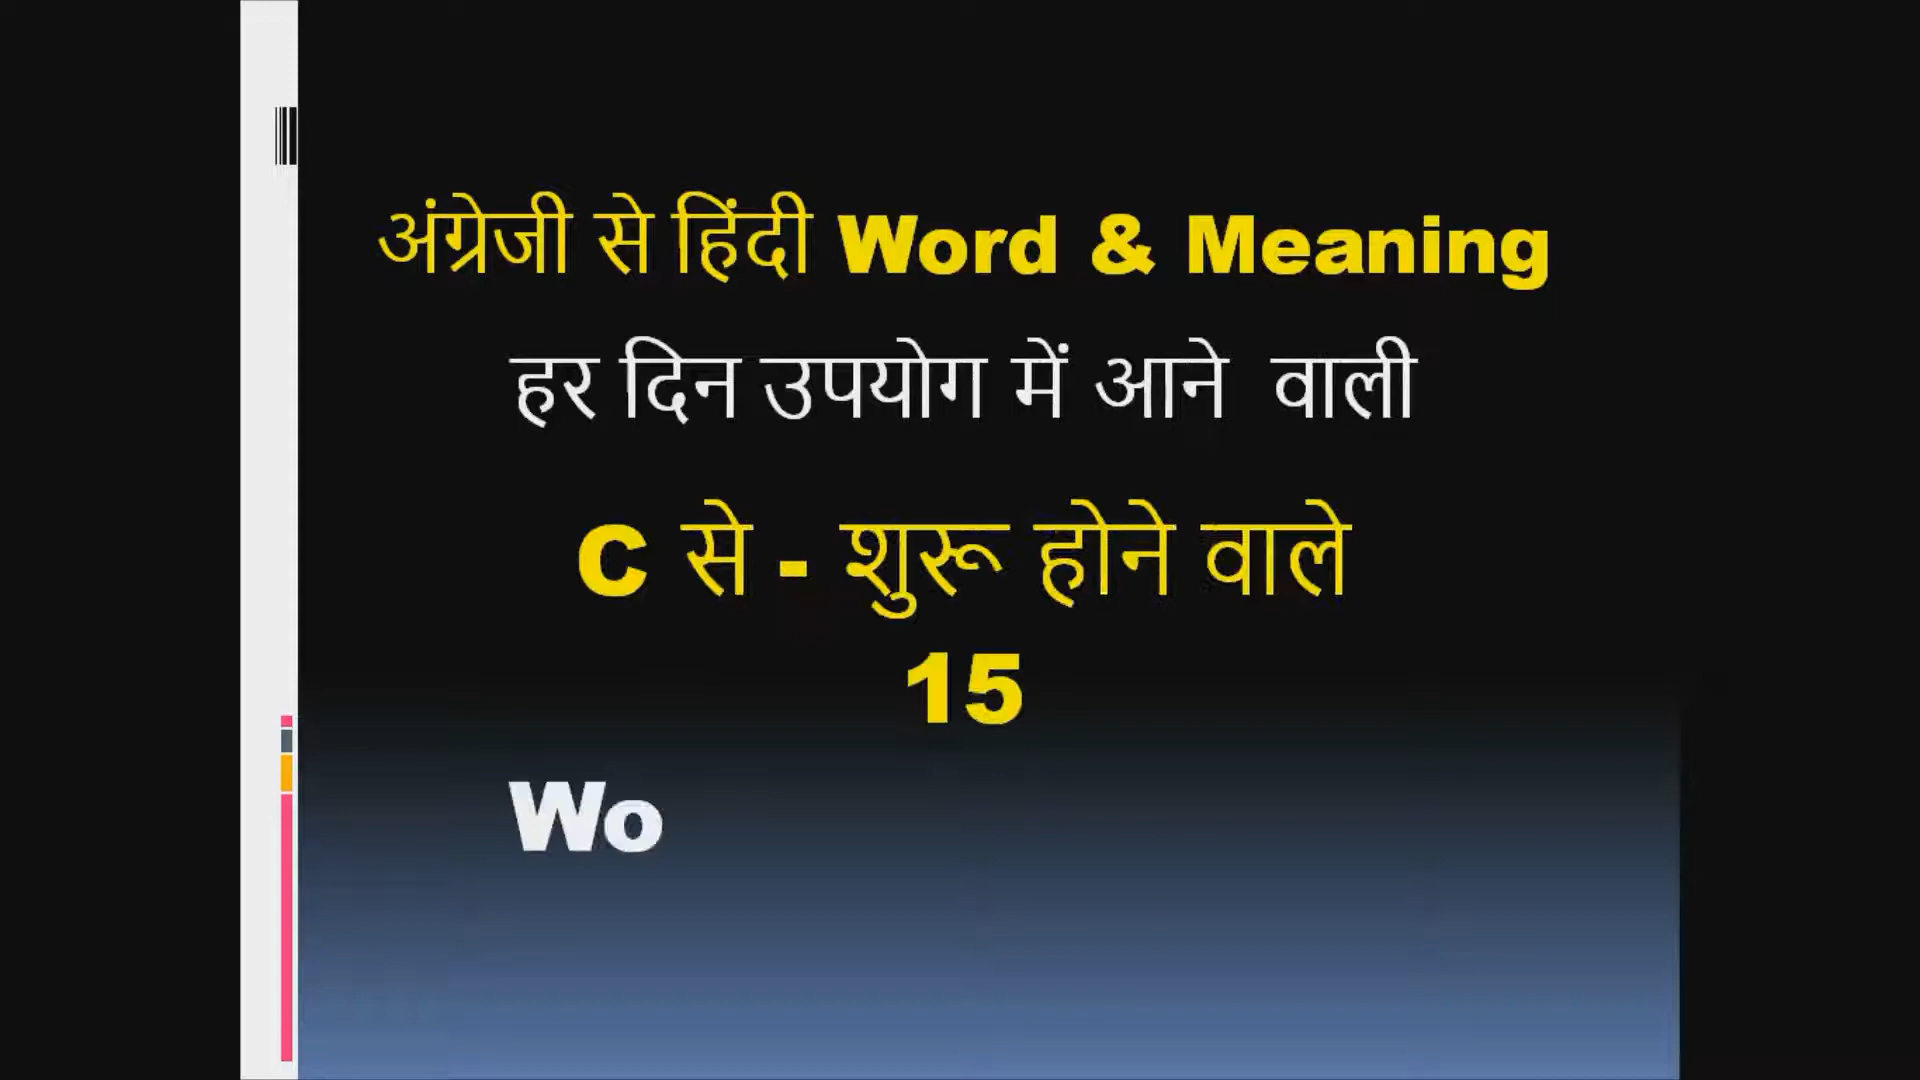 अंग्रेजी से हिंदी Word & Meaning
हर दिन उपयोग में आने वाली
C से - शुरू होने वाले
15
Wo